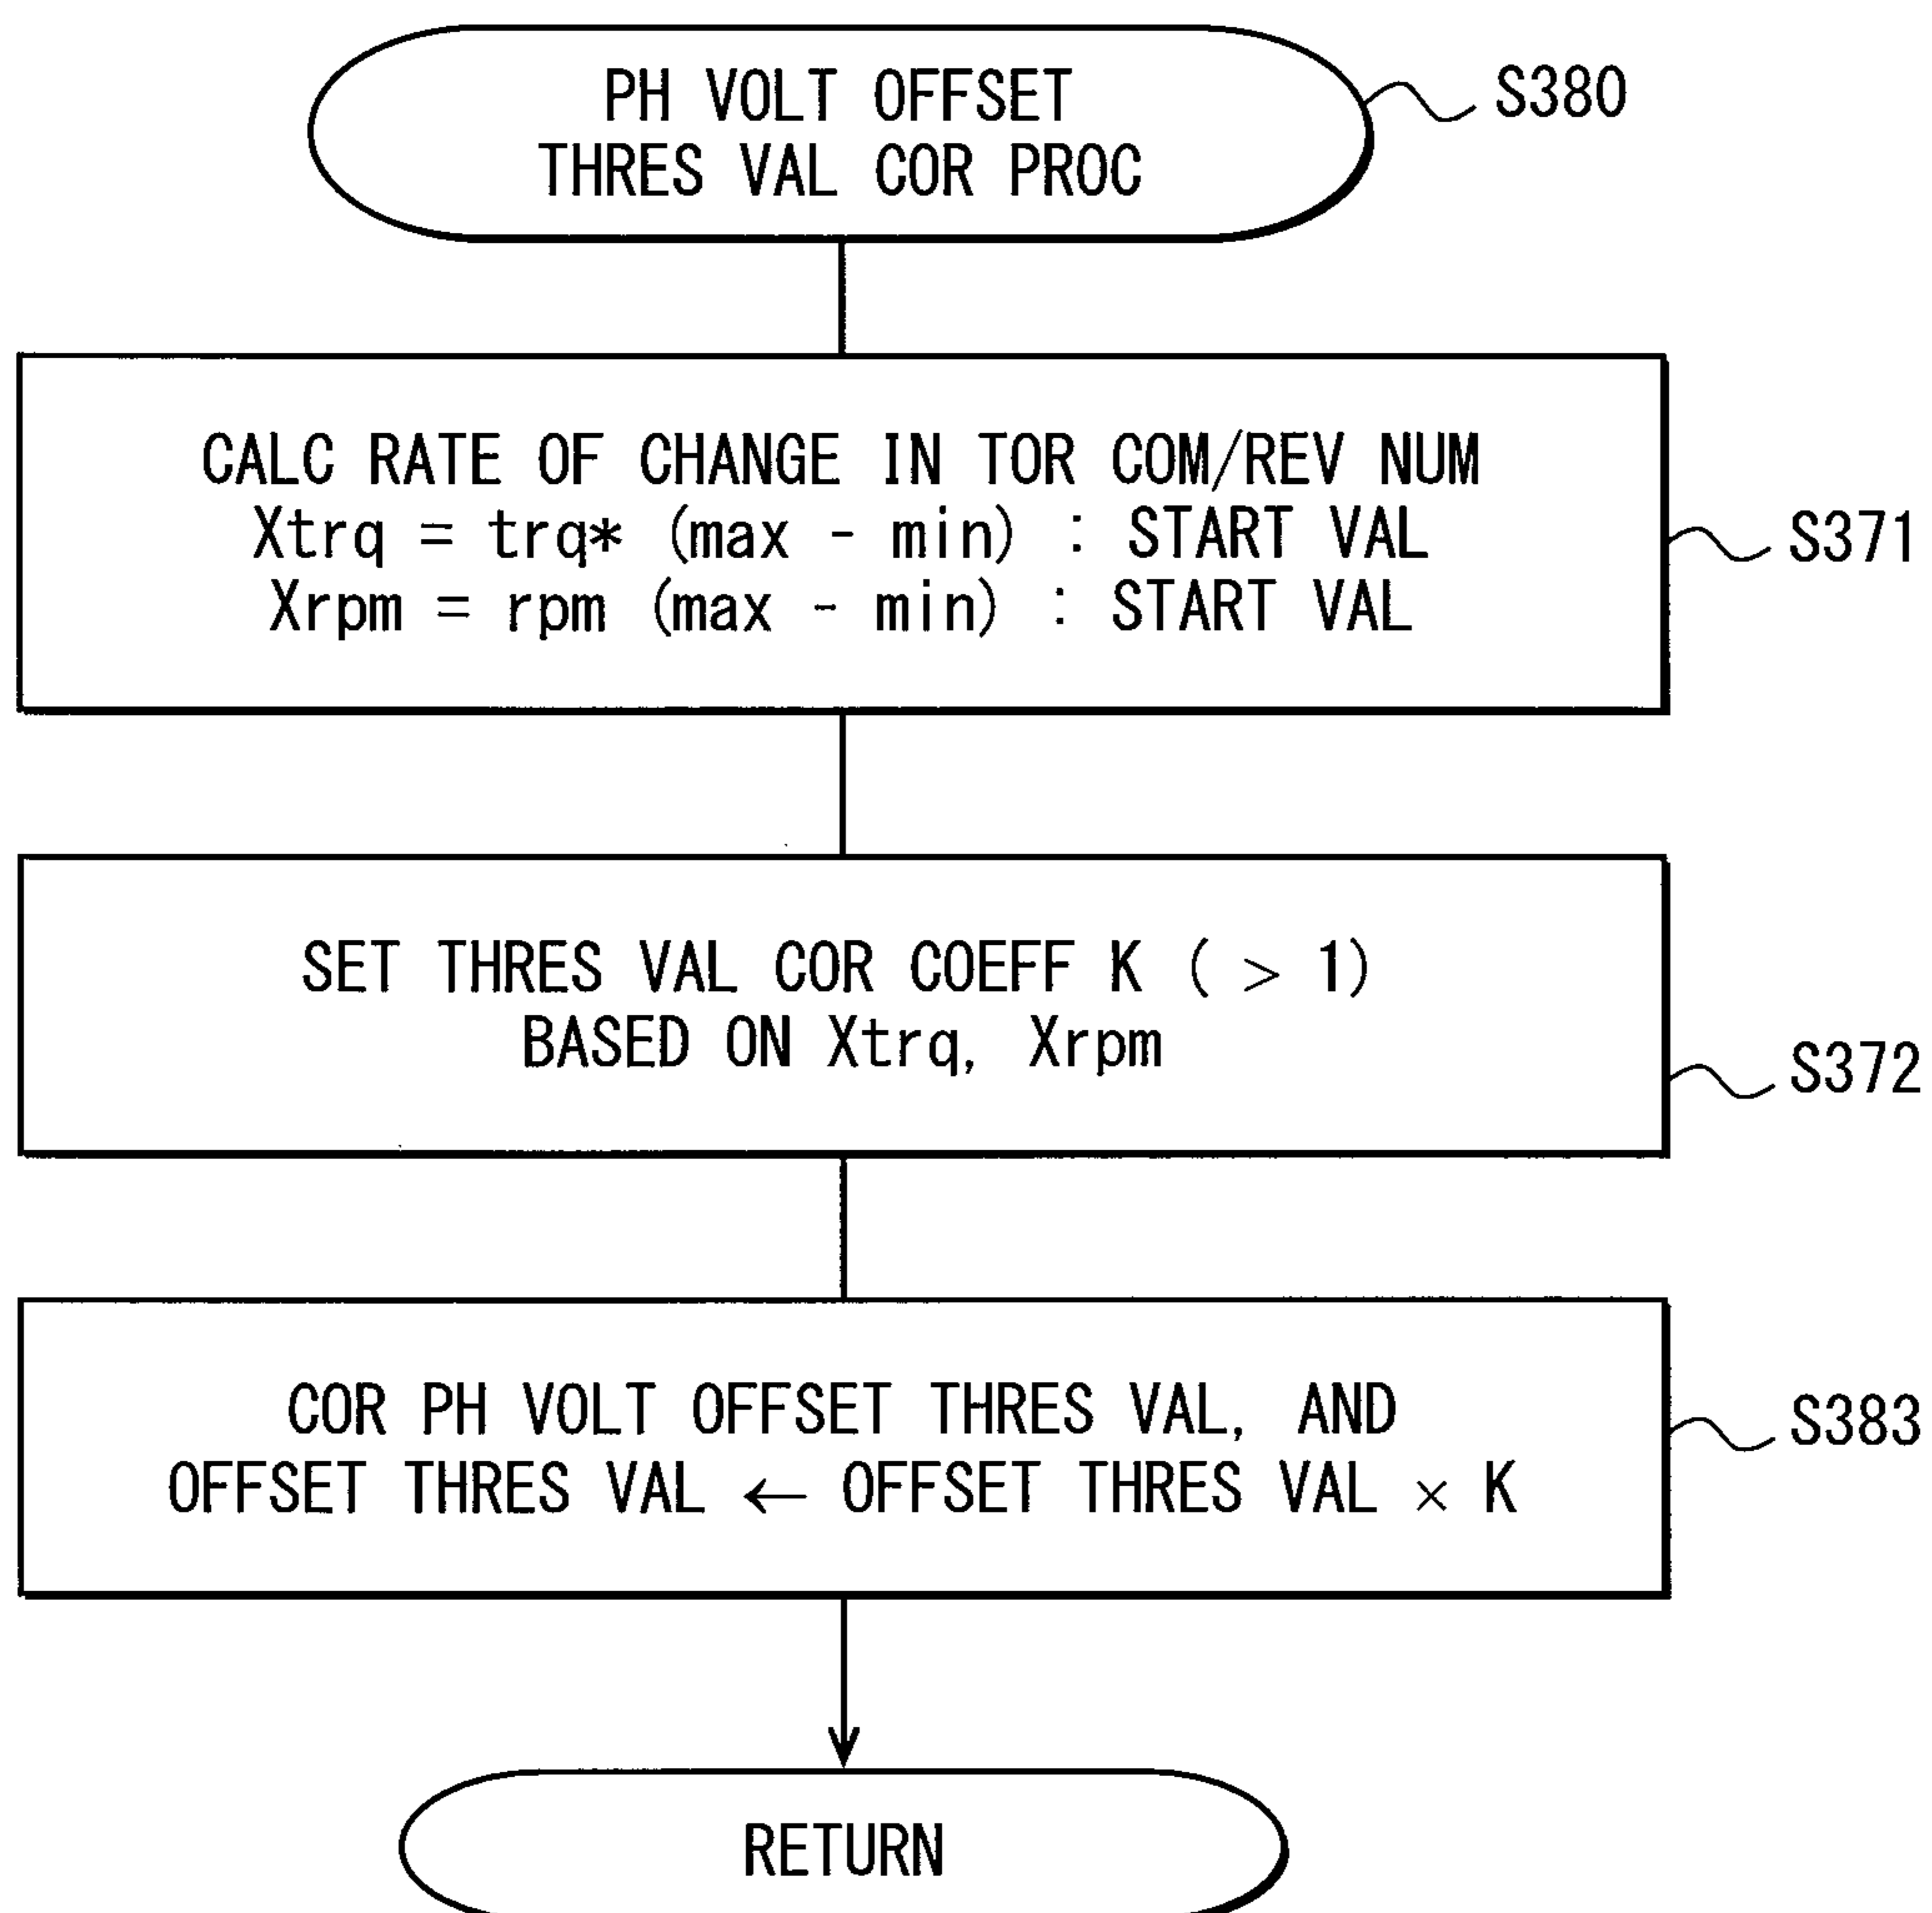 PH VOLT OFFSET
THRES VAL COR PROC
S380
CALC RATE OF CHANGE IN TOR COM/REV NUM
Xtrq = trq* (max - min) : START VAL
Xrpm = rpm (max - min) : START VAL
S371
SET THRES VAL COR COEFF K ( > 1)
BASED ON Xtrq, Xrpm
S372
COR PH VOLT OFFSET THRES VAL, AND
OFFSET THRES VAL ← OFFSET THRES VAL × K
S383
RETURN